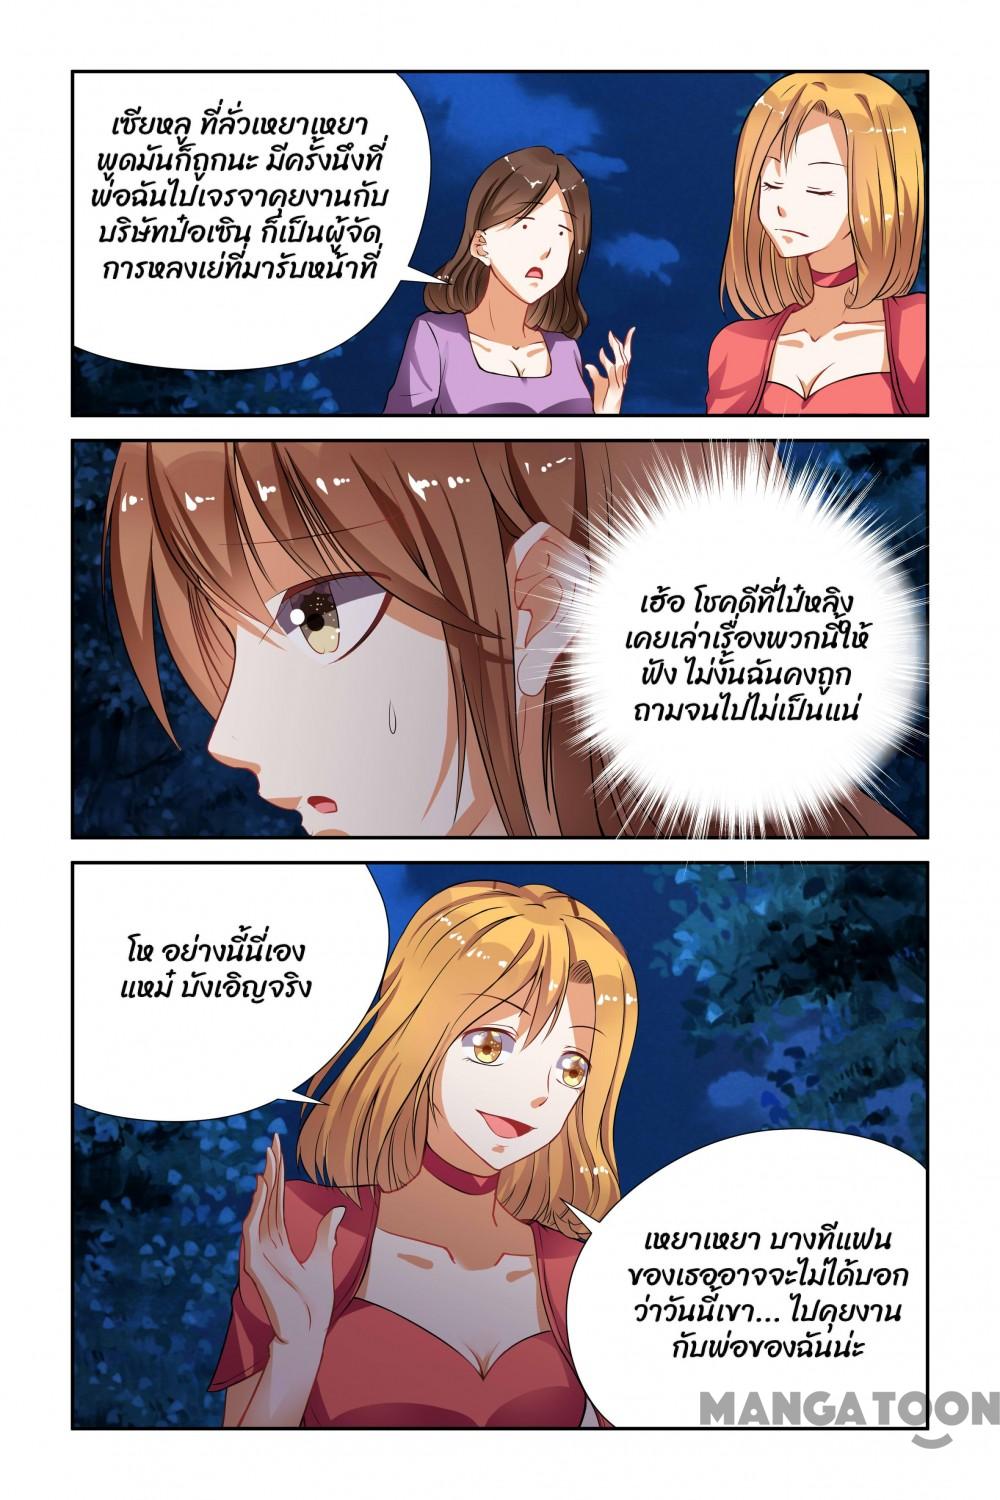 เซียหลู ที่ลั่วเหยาเหยา
พูดมันก็ถูกนะ มีครั้งนึงที่
พ่อฉันไปเจรจาคุยงานกับ
บริษัทป๋อเซิน ก็เป็นผู้จัด
การหลงเย่ที่มารับหน้าที่
เฮ้อ โชคดีที่ไป๋หลิง
เคยเล่าเรื่องพวกนี้ให้
ฟัง ไม่งั้นฉันคงถูก
ถามจนไปไม่เป็นแน่
โห อย่างนี้นี่เอง
แหม๋ บังเอิญจริง
เหยาเหยา บางทีแฟน
ของเธออาจจะไม่ได้บอก
ว่าวันนี้เขา... ไปคุยงาน
กับพ่อของฉันน่ะ
MANGATOON